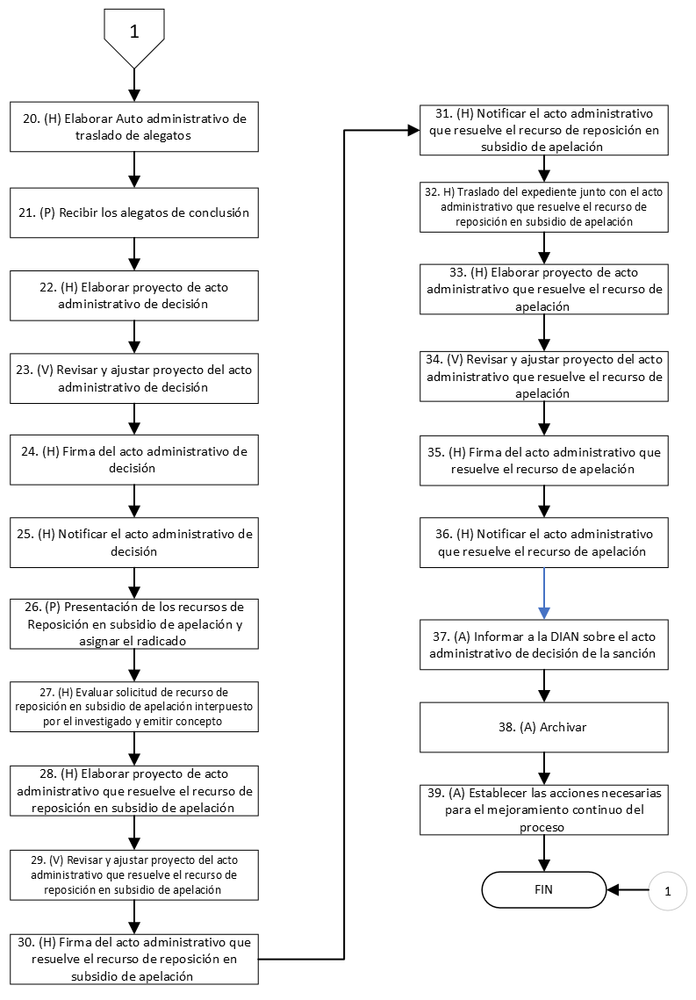 1
20. (H) Elaborar Auto administrativo de
traslado de alegatos
21. (P) Recibir los alegatos de conclusión
22. (H) Elaborar proyecto de acto
administrativo de decisión
23. (V) Revisar y ajustar proyecto del acto
administrativo de decisión
24. (H) Firma del acto administrativo de
decisión
25. (H) Notificar el acto administrativo de
decisión
26. (P) Presentación de los recursos de
Reposición en subsidio de apelación y
asignar el radicado
27. (H) Evaluar solicitud de recurso de
reposición en subsidio de apelación interpuesto
por el investigado y emitir concepto
28. (H) Elaborar proyecto de acto
administrativo que resuelve el recurso de
reposición en subsidio de apelación
29. (V) Revisar y ajustar proyecto del acto
administrativo que resuelve el recurso de
reposición en subsidio de apelación
30. (H) Firma del acto administrativo que
resuelve el recurso de reposición en
subsidio de apelación
31. (H) Notificar el acto administrativo
que resuelve el recurso de reposición en
subsidio de apelación
32. H) Traslado del expediente junto con el acto
administrativo que resuelve el recurso de
reposición en subsidio de apelación
33. (H) Elaborar proyecto de acto
administrativo que resuelve el recurso de
apelación
34. (V) Revisar y ajustar proyecto del acto
administrativo que resuelve el recurso de
apelación
35. (H) Firma del acto administrativo que
resuelve el recurso de apelación
36. (H) Notificar el acto administrativo
que resuelve el recurso de apelación
37. (A) Informar a la DIAN sobre el acto
administrativo de decisión de la sanción
38. (A) Archivar
39. (A) Establecer las acciones necesarias
para el mejoramiento continuo del
proceso
FIN
1